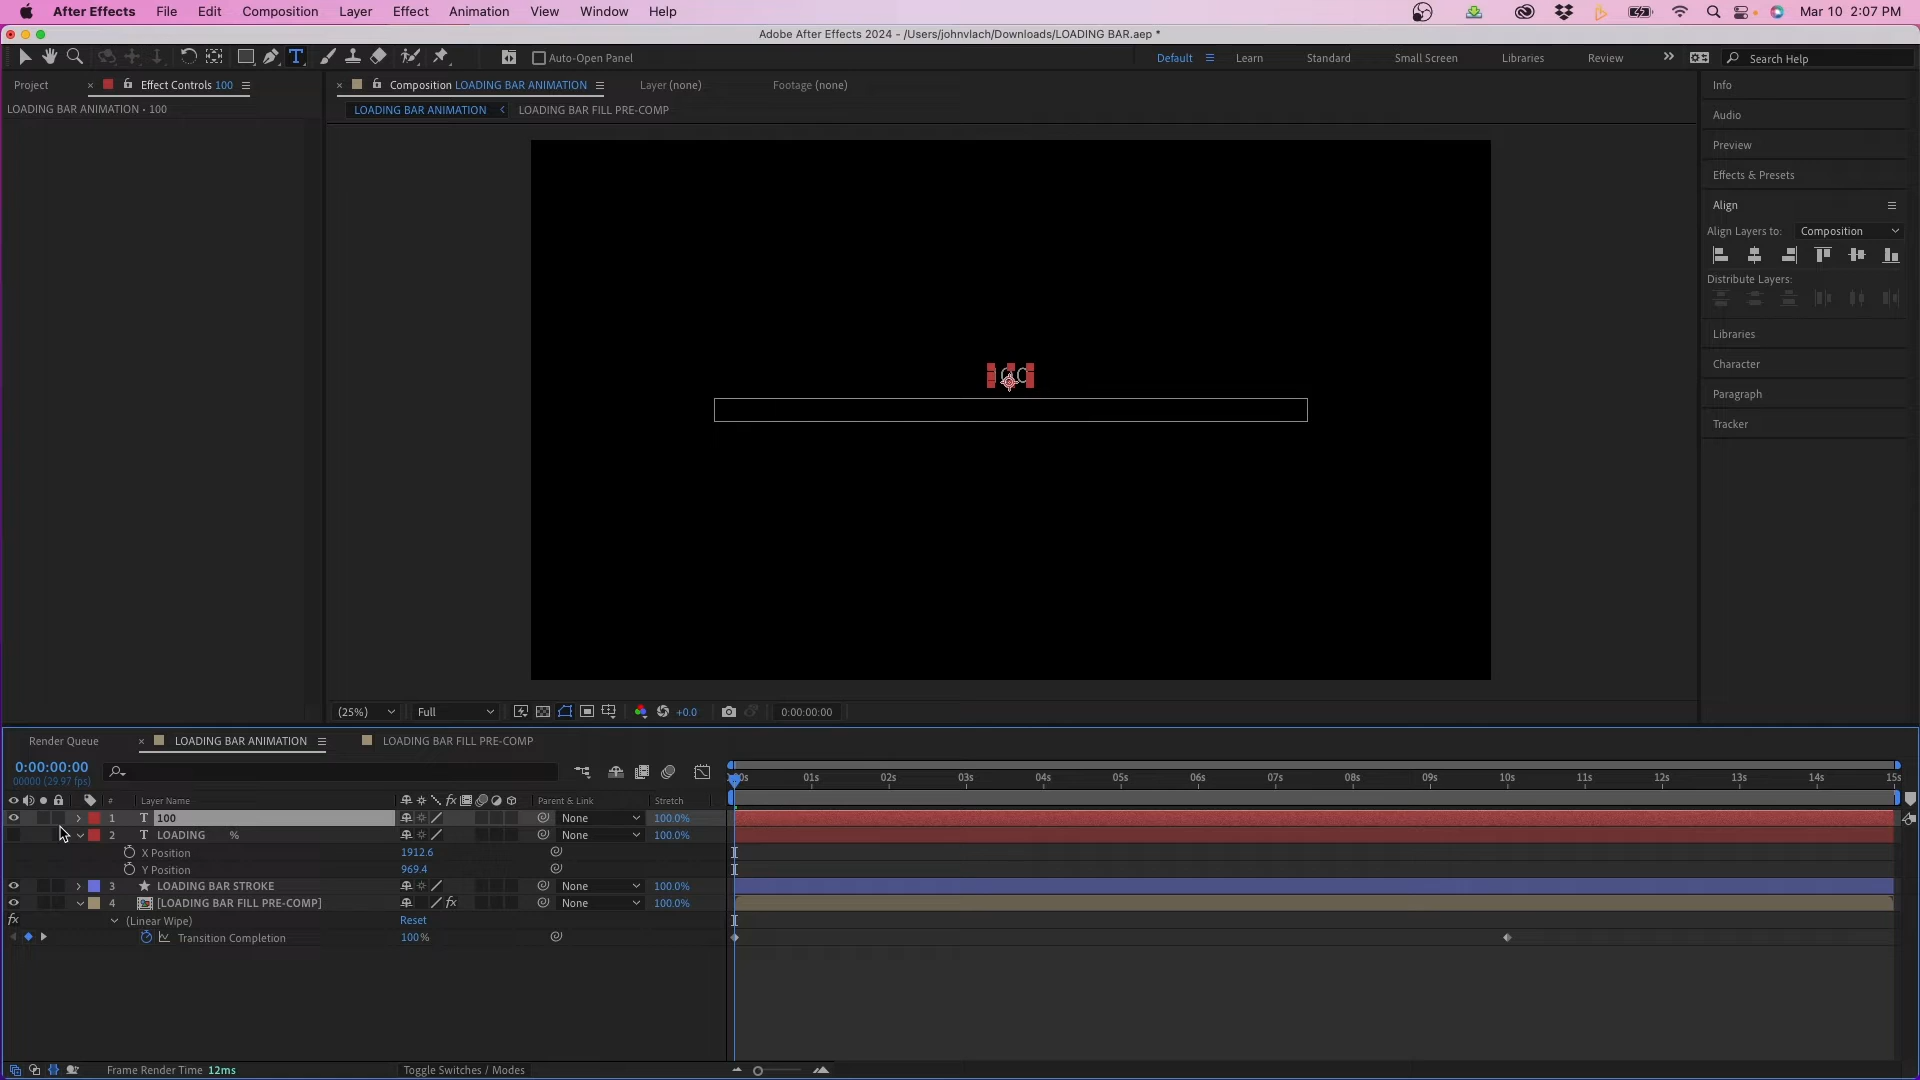 After Effects File Edit Composition Layer Effect Animation View Window Help Mar 10 2:07 PM
Adobe After Effects 2024 - /Users/johnvlach/Downloads/LOADING BAR.aep *
Auto-Open Panel Default Learn Standard Small Screen Libraries Review Search Help
Project Effect Controls 100 Composition LOADING BAR ANIMATION Layer (none) Footage (none) Info
LOADING BAR ANIMATION • 100 LOADING BAR ANIMATION LOADING BAR FILL PRE-COMP
Audio
Preview
Effects & Presets
Align
Align Layers to: Composition
Distribute Layers:
Libraries
Character
Paragraph
Tracker
100
(25%) Full +0.0 0:00:00:00
Render Queue LOADING BAR ANIMATION LOADING BAR FILL PRE-COMP
0:00:00:00
00000 (29.97 fps)
01s 02s 03s 04s 05s 06s 07s 08s 09s 10s 11s 12s 13s 14s 15s
# Layer Name fx Parent & Link Stretch
1 T 100 None 100.0%
2 T LOADING % None 100.0%
X Position 1912.6
Y Position 969.4
3 LOADING BAR STROKE None 100.0%
4 [LOADING BAR FILL PRE-COMP] fx None 100.0%
fx (Linear Wipe) Reset
Transition Completion 100%
Frame Render Time 12ms Toggle Switches / Modes